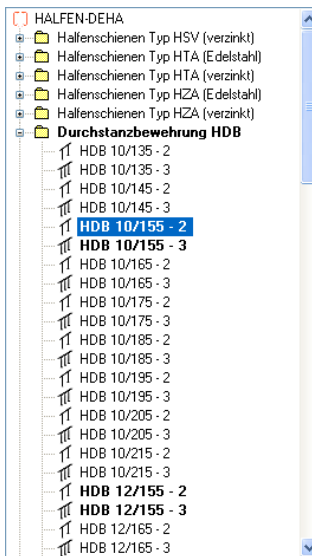 HALFEN-DEHA
Halfenschienen Typ HSV (verzinkt)
Halfenschienen Typ HTA (Edelstahl)
Halfenschienen Typ HTA (verzinkt)
Halfenschienen Typ HZA (Edelstahl)
Halfenschienen Typ HZA (verzinkt)
Durchstanzbewehrung HDB
HDB 10/135 - 2
HDB 10/135 - 3
HDB 10/145 - 2
HDB 10/145 - 3
HDB 10/155 - 2
HDB 10/155 - 3
HDB 10/165 - 2
HDB 10/165 - 3
HDB 10/175 - 2
HDB 10/175 - 3
HDB 10/185 - 2
HDB 10/185 - 3
HDB 10/195 - 2
HDB 10/195 - 3
HDB 10/205 - 2
HDB 10/205 - 3
HDB 10/215 - 2
HDB 10/215 - 3
HDB 12/155 - 2
HDB 12/155 - 3
HDB 12/165 - 2
HDB 12/165 - 3